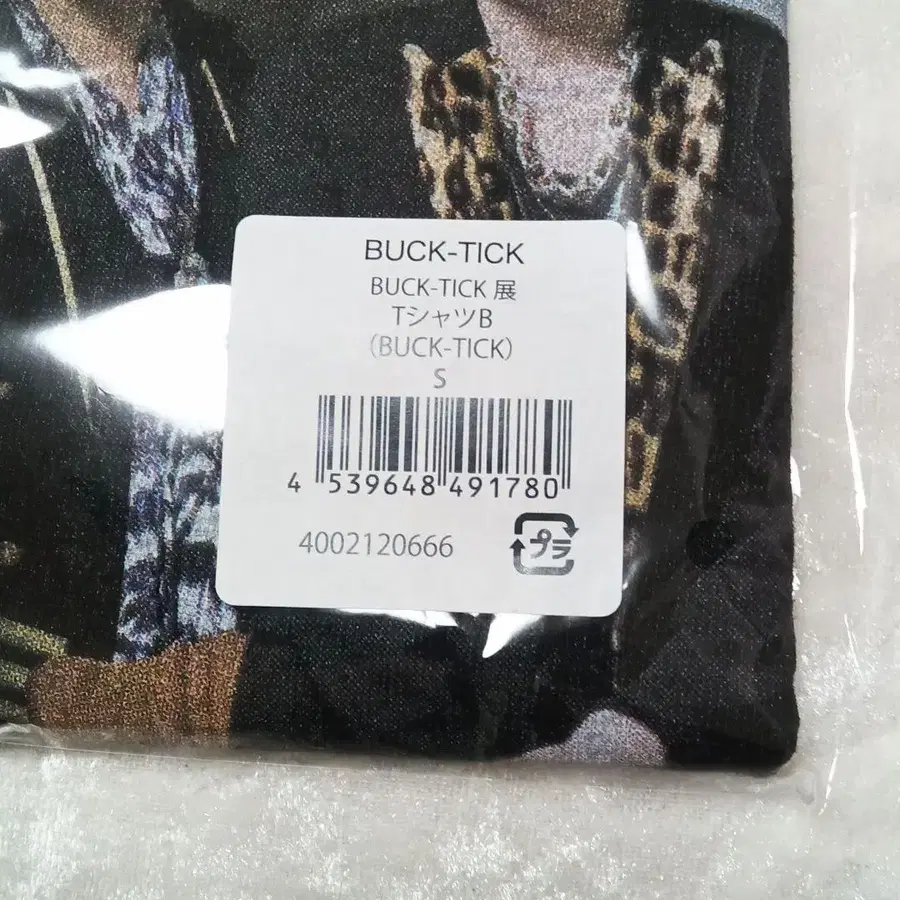 BUCK-TICK
BUCK-TICK 展
TシャツB
（BUCK-TICK）
S
4 539648 491780
4002120666
プラ